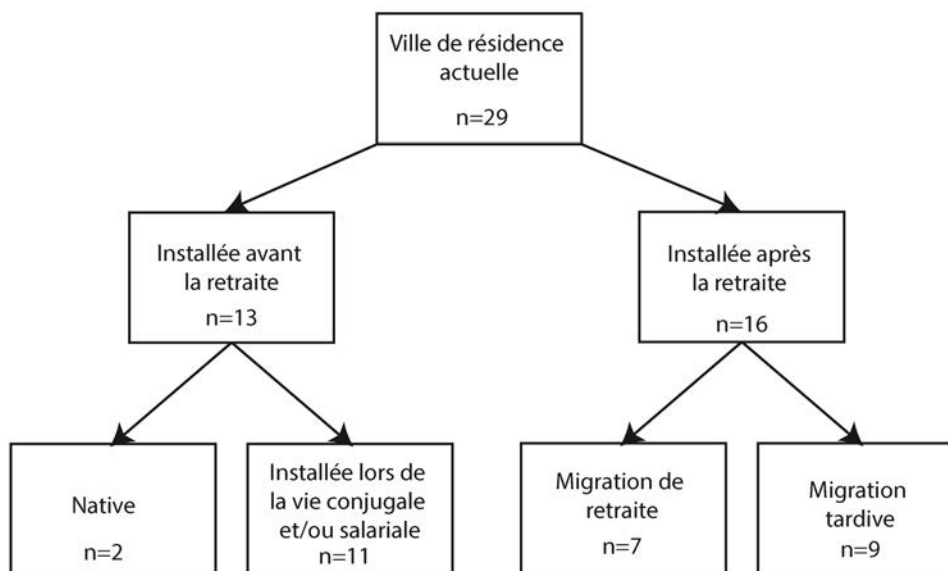 Ville de résidence
actuelle
n=29
Installée avant
la retraite
n=13
Installée après
la retraite
n=16
Native
n=2
Installée lors de
la vie conjugale
et/ou salariale
n=11
Migration de
retraite
n=7
Migration
tardive
n=9